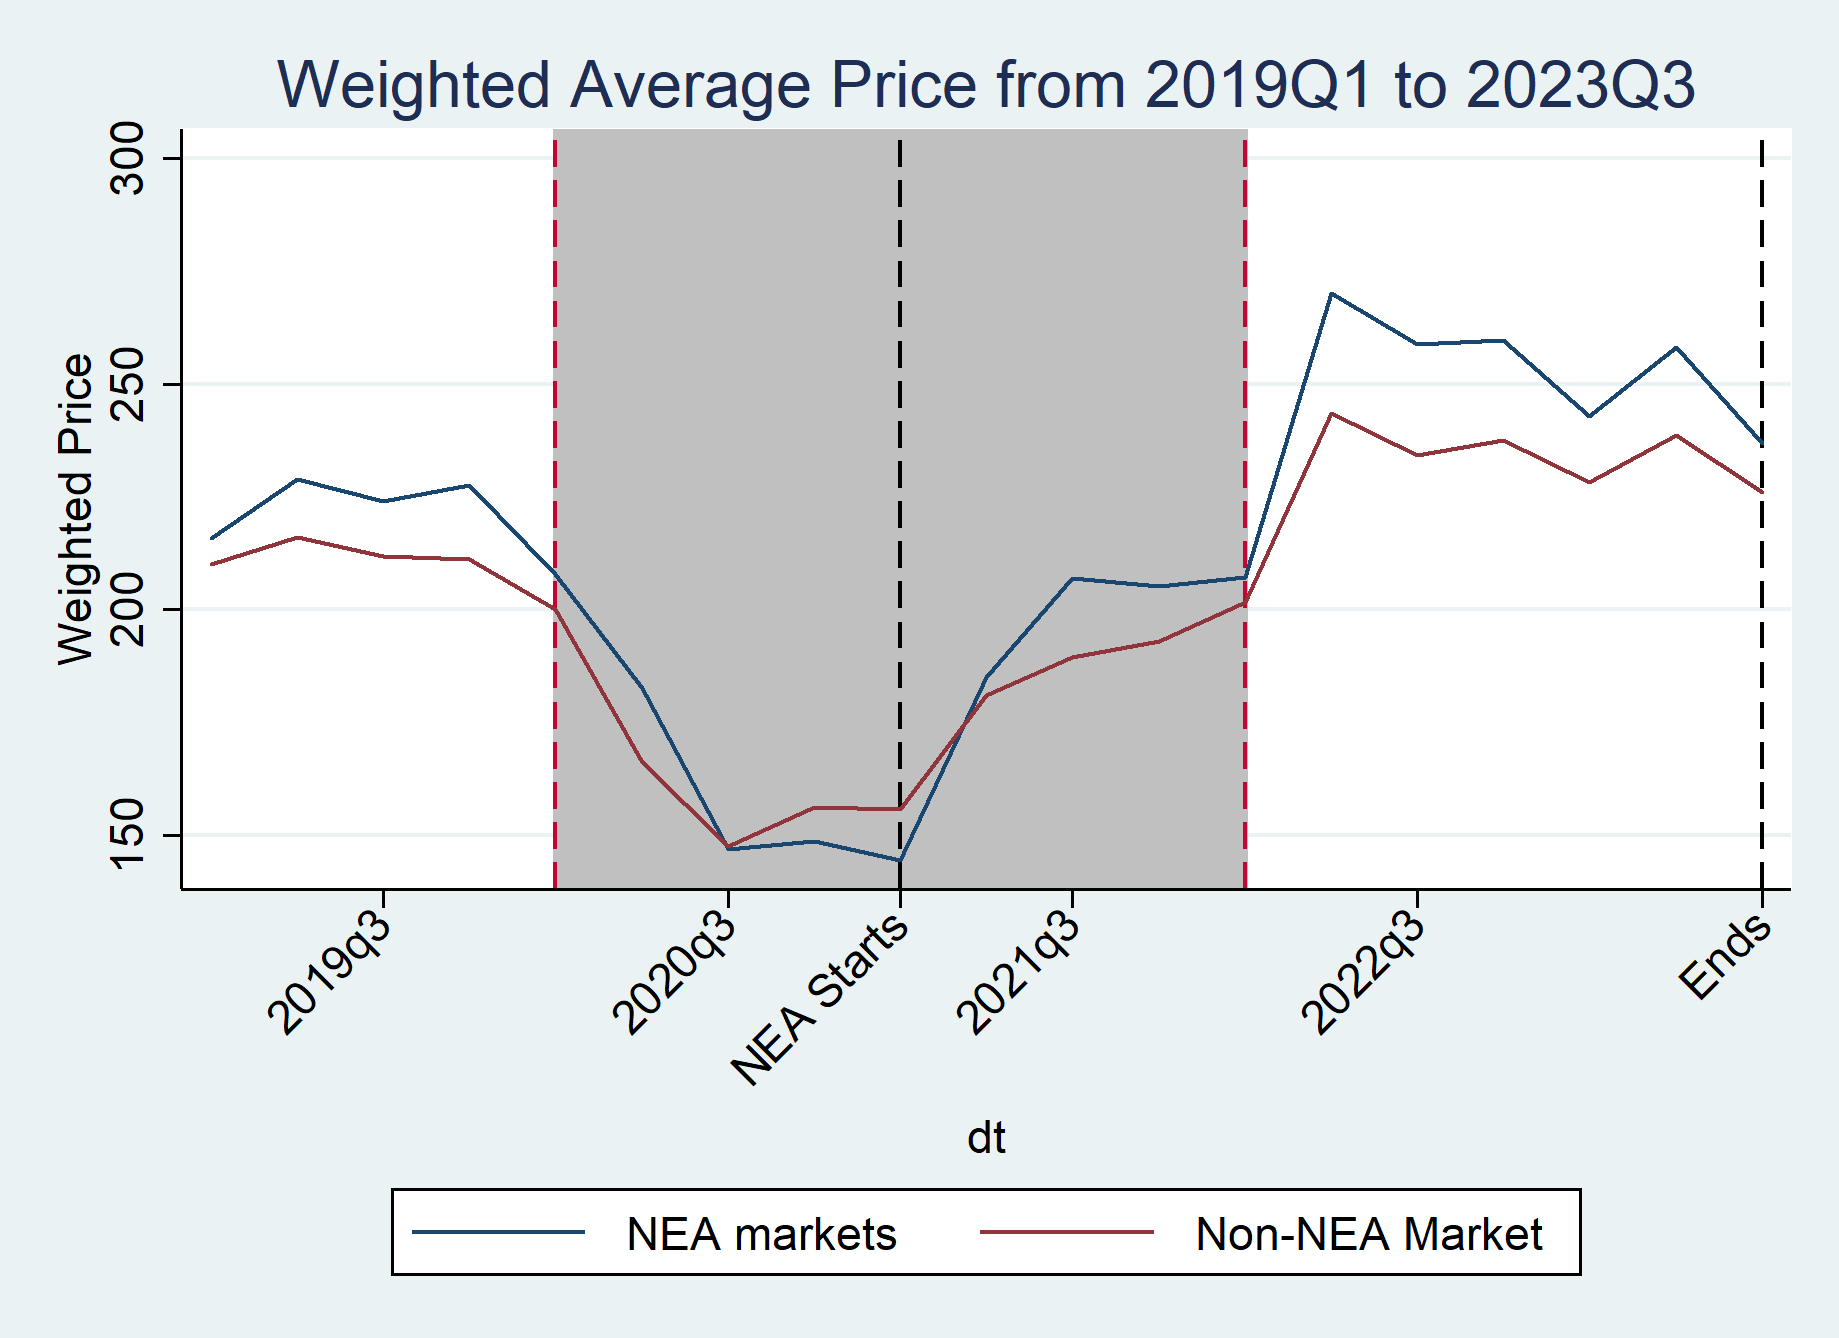 Weighted Average Price from 2019Q1 to 2023Q3
Weighted Price
300
250
200
150
2019q3
2020q3
NEA Starts
2021q3
2022q3
Ends
dt
NEA markets
Non-NEA Market